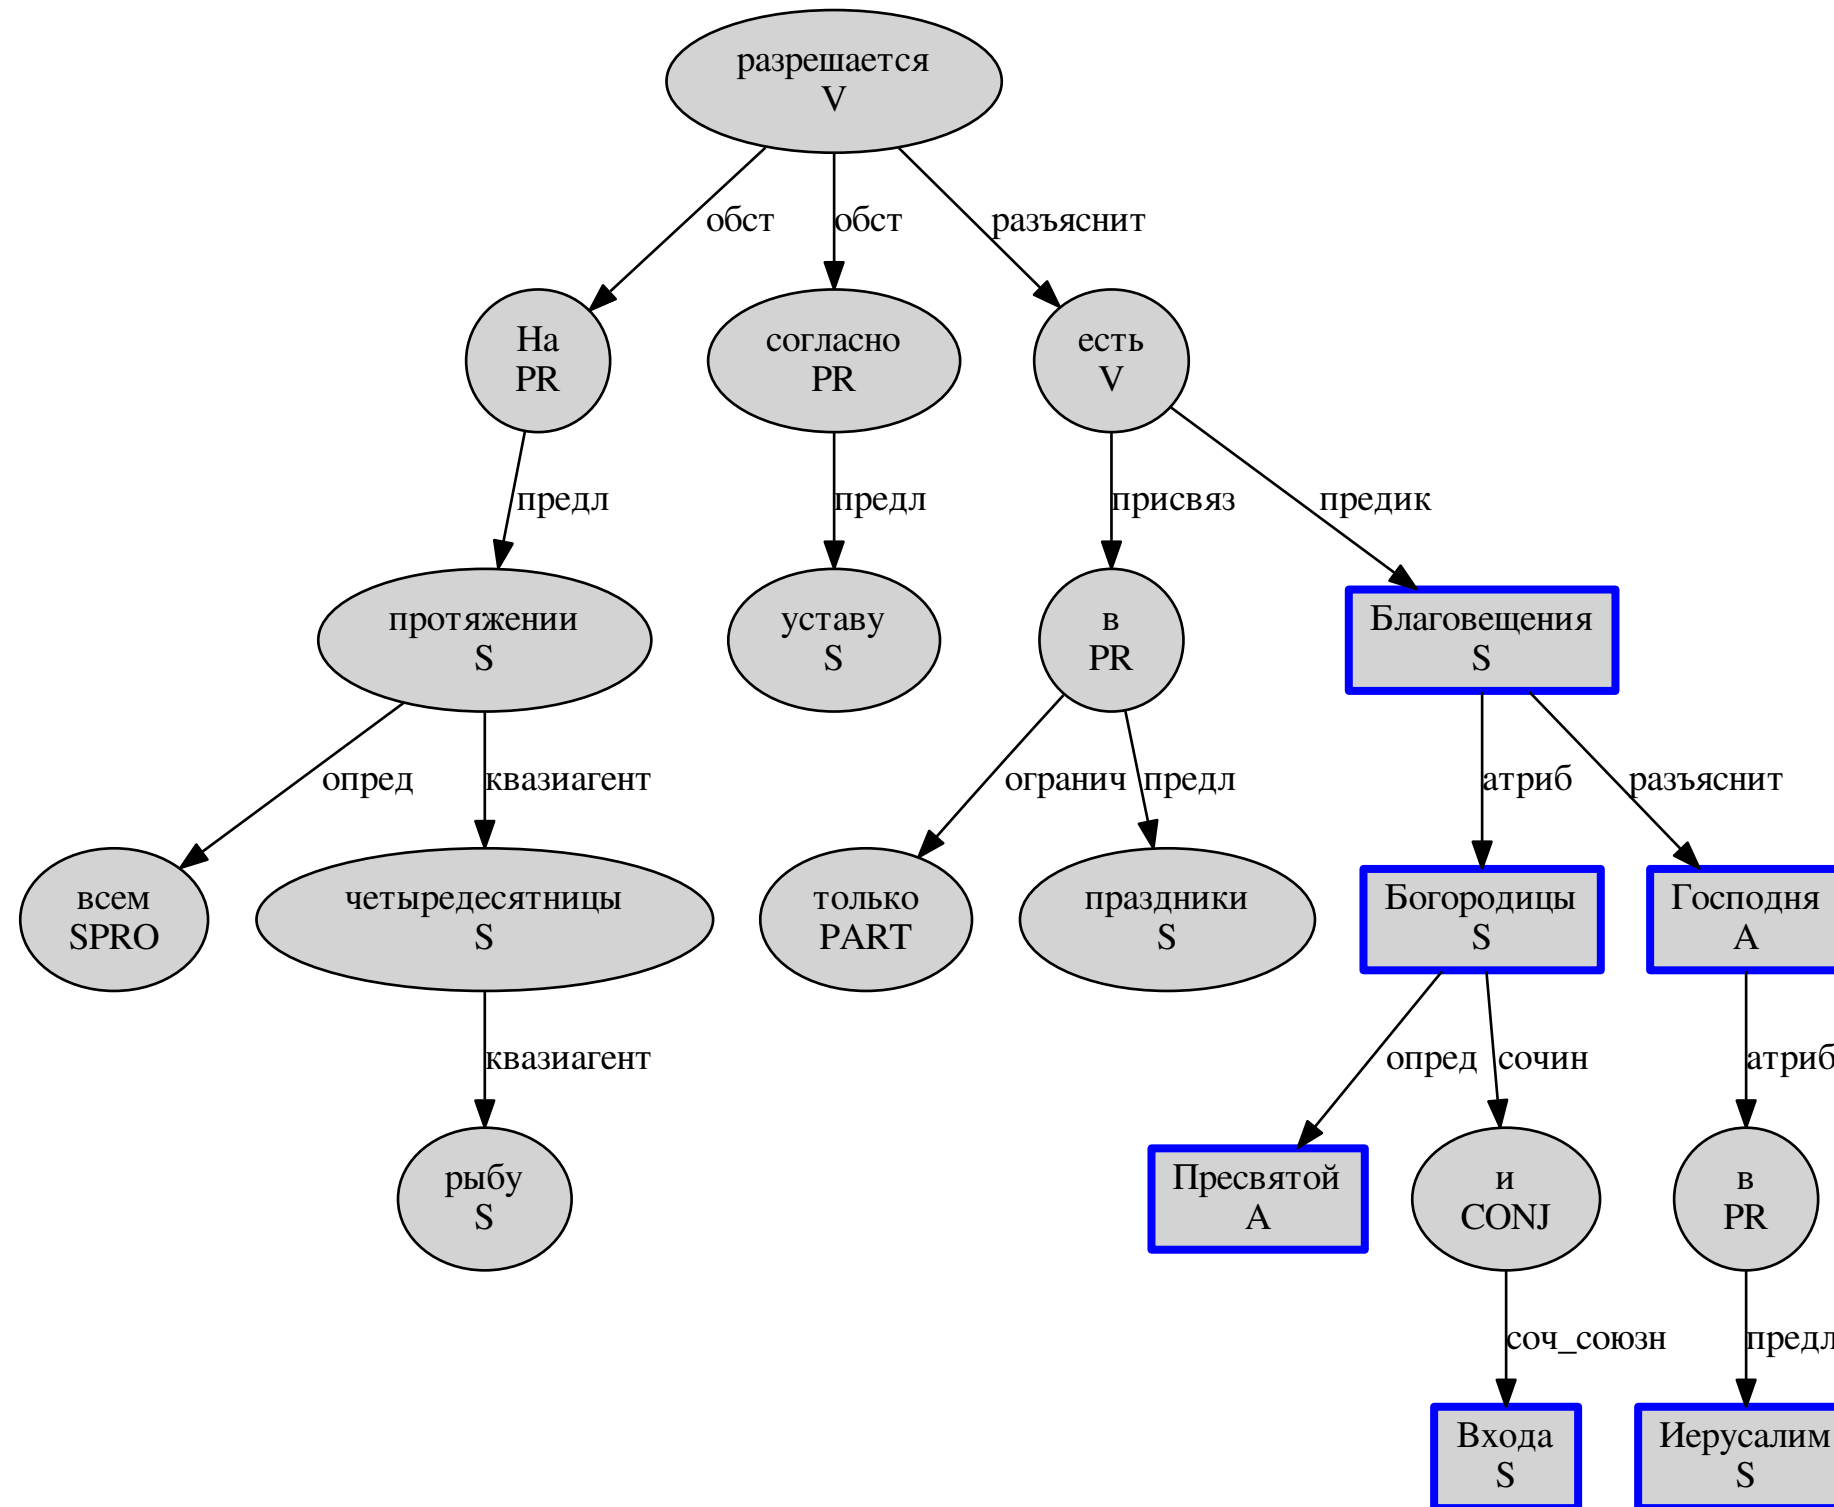 разрешается
V
обст
обст
разъяснит
На
PR
согласно
PR
есть
V
предл
предл
присвяз
предик
протяжении
S
уставу
S
в
PR
Благовещения
S
опред
квазиагент
огранич
предл
атриб
разъяснит
всем
SPRO
четыредесятницы
S
только
PART
праздники
S
Богородицы
S
Господня
A
квазиагент
опред
сочин
атриб
рыбу
S
Пресвятой
A
и
CONJ
в
PR
соч_союзн
предл
Входа
S
Иерусалим
S